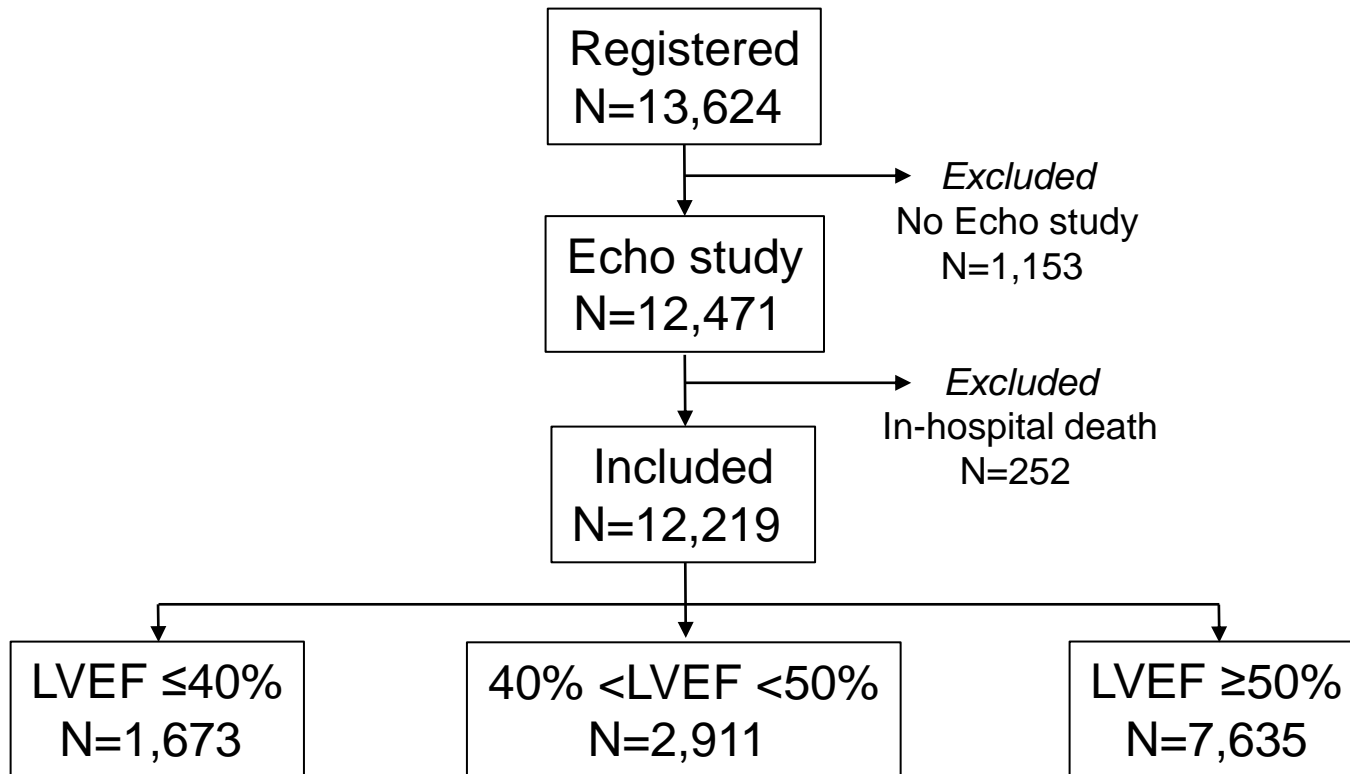 Registered
N=13,624
Excluded
No Echo study
N=1,153
Echo study
N=12,471
Excluded
In-hospital death
N=252
Included
N=12,219
LVEF ≤40%
N=1,673
40% <LVEF <50%
N=2,911
LVEF ≥50%
N=7,635